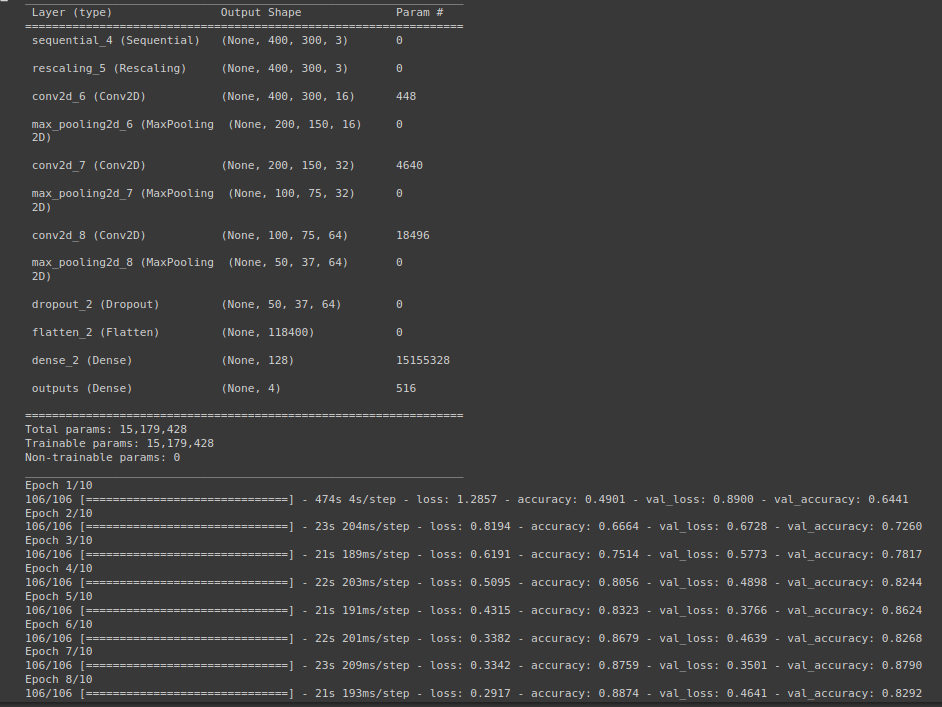 Layer (type) Output Shape Param #
=================================================================
sequential_4 (Sequential) (None, 400, 300, 3) 0
rescaling_5 (Rescaling) (None, 400, 300, 3) 0
conv2d_6 (Conv2D) (None, 400, 300, 16) 448
max_pooling2d_6 (MaxPooling (None, 200, 150, 16) 0
2D)
conv2d_7 (Conv2D) (None, 200, 150, 32) 4640
max_pooling2d_7 (MaxPooling (None, 100, 75, 32) 0
2D)
conv2d_8 (Conv2D) (None, 100, 75, 64) 18496
max_pooling2d_8 (MaxPooling (None, 50, 37, 64) 0
2D)
dropout_2 (Dropout) (None, 50, 37, 64) 0
flatten_2 (Flatten) (None, 118400) 0
dense_2 (Dense) (None, 128) 15155328
outputs (Dense) (None, 4) 516
=================================================================
Total params: 15,179,428
Trainable params: 15,179,428
Non-trainable params: 0
_________________________________________________________________
Epoch 1/10
106/106 [==============================] - 474s 4s/step - loss: 1.2857 - accuracy: 0.4901 - val_loss: 0.8900 - val_accuracy: 0.6441
Epoch 2/10
106/106 [==============================] - 23s 204ms/step - loss: 0.8194 - accuracy: 0.6664 - val_loss: 0.6728 - val_accuracy: 0.7260
Epoch 3/10
106/106 [==============================] - 21s 189ms/step - loss: 0.6191 - accuracy: 0.7514 - val_loss: 0.5773 - val_accuracy: 0.7817
Epoch 4/10
106/106 [==============================] - 22s 203ms/step - loss: 0.5095 - accuracy: 0.8056 - val_loss: 0.4898 - val_accuracy: 0.8244
Epoch 5/10
106/106 [==============================] - 21s 191ms/step - loss: 0.4315 - accuracy: 0.8323 - val_loss: 0.3766 - val_accuracy: 0.8624
Epoch 6/10
106/106 [==============================] - 22s 201ms/step - loss: 0.3382 - accuracy: 0.8679 - val_loss: 0.4639 - val_accuracy: 0.8268
Epoch 7/10
106/106 [==============================] - 23s 209ms/step - loss: 0.3342 - accuracy: 0.8759 - val_loss: 0.3501 - val_accuracy: 0.8790
Epoch 8/10
106/106 [==============================] - 21s 193ms/step - loss: 0.2917 - accuracy: 0.8874 - val_loss: 0.4641 - val_accuracy: 0.8292